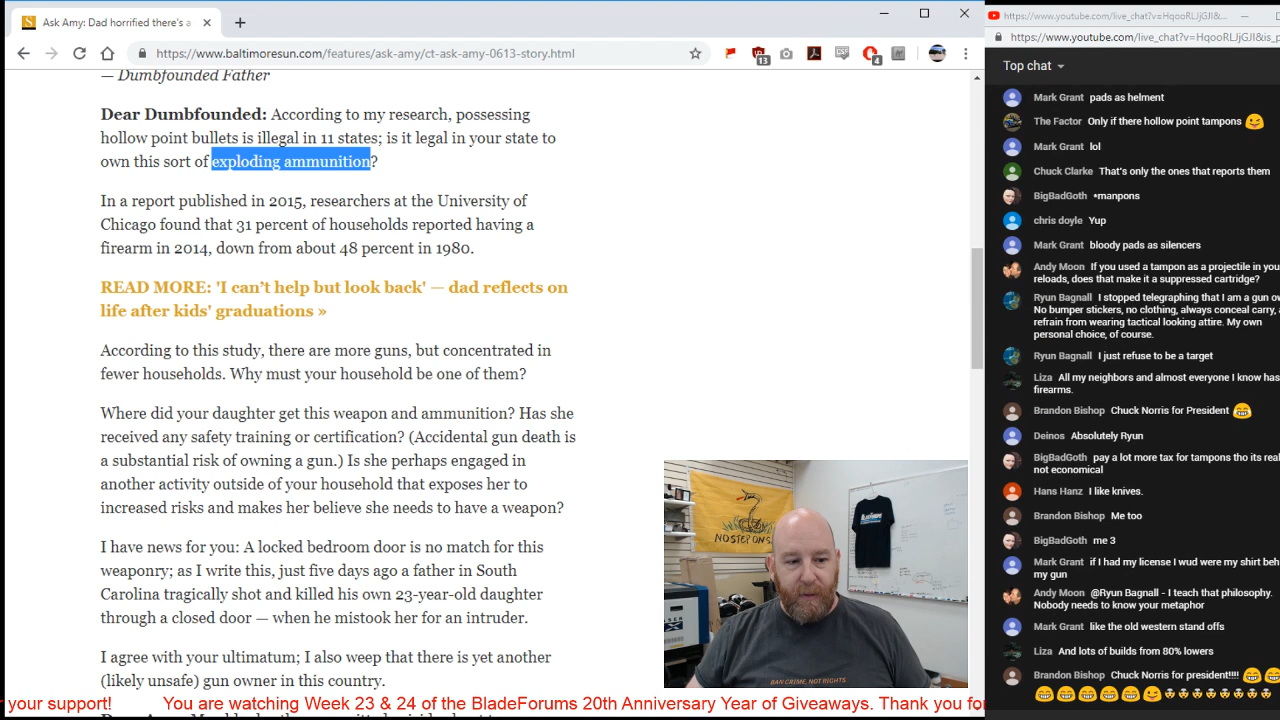 Ask Amy: Dad horrified there's a
https://www.baltimoresun.com/features/ask-amy/ct-ask-amy-0613-story.html
13
4
— Dumbfounded Father
Dear Dumbfounded: According to my research, possessing
hollow point bullets is illegal in 11 states; is it legal in your state to
own this sort of exploding ammunition?
In a report published in 2015, researchers at the University of
Chicago found that 31 percent of households reported having a
firearm in 2014, down from about 48 percent in 1980.
READ MORE: 'I can't help but look back' — dad reflects on
life after kids' graduations »
According to this study, there are more guns, but concentrated in
fewer households. Why must your household be one of them?
Where did your daughter get this weapon and ammunition? Has she
received any safety training or certification? (Accidental gun death is
a substantial risk of owning a gun.) Is she perhaps engaged in
another activity outside of your household that exposes her to
increased risks and makes her believe she needs to have a weapon?
I have news for you: A locked bedroom door is no match for this
weaponry; as I write this, just five days ago a father in South
Carolina tragically shot and killed his own 23-year-old daughter
through a closed door — when he mistook her for an intruder.
I agree with your ultimatum; I also weep that there is yet another
(likely unsafe) gun owner in this country.
NO STEP ON S
BAN CRIME, NOT RIGHTS
your support! You are watching Week 23 & 24 of the BladeForums 20th Anniversary Year of Giveaways. Thank you fo
https://www.youtube.com/live_chat?v=HqooRLJjGJI&...
https://www.youtube.com/live_chat?v=HqooRLJjGJI&is_p
Top chat
Mark Grant pads as helment
The Factor Only if there hollow point tampons
Mark Grant lol
Chuck Clarke That's only the ones that reports them
BigBadGoth *manpons
chris doyle Yup
Mark Grant bloody pads as silencers
Andy Moon If you used a tampon as a projectile in you
reloads, does that make it a suppressed cartridge?
Ryun Bagnall I stopped telegraphing that I am a gun ow
No bumper stickers, no clothing, always conceal carry, a
refrain from wearing tactical looking attire. My own
personal choice, of course.
Ryun Bagnall I just refuse to be a target
Liza All my neighbors and almost everyone I know has
firearms.
Brandon Bishop Chuck Norris for President
Deinos Absolutely Ryun
BigBadGoth pay a lot more tax for tampons tho its real
not economical
Hans Hanz I like knives.
Brandon Bishop Me too
BigBadGoth me 3
Mark Grant if I had my license I wud were my shirt beh
my gun
Andy Moon @Ryun Bagnall - I teach that philosophy.
Nobody needs to know your metaphor
Mark Grant like the old western stand offs
Liza And lots of builds from 80% lowers
Brandon Bishop Chuck Norris for president!!!!